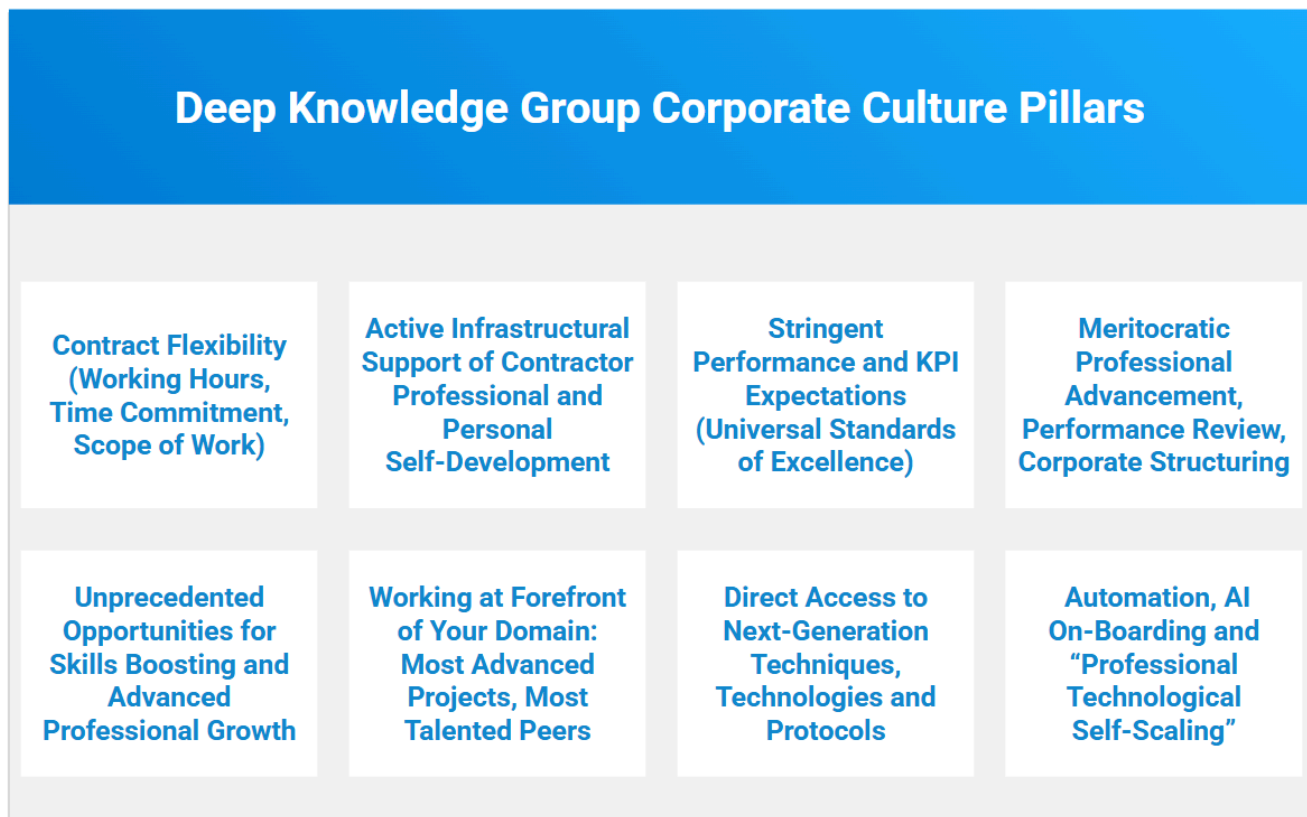 Deep Knowledge Group Corporate Culture Pillars
Contract Flexibility
(Working Hours,
Time Commitment,
Scope of Work)
Active Infrastructural
Support of Contractor
Professional and
Personal
Self-Development
Stringent
Performance and KPI
Expectations
(Universal Standards
of Excellence)
Meritocratic
Professional
Advancement,
Performance Review,
Corporate Structuring
Unprecedented
Opportunities for
Skills Boosting and
Advanced
Professional Growth
Working at Forefront
of Your Domain:
Most Advanced
Projects, Most
Talented Peers
Direct Access to
Next-Generation
Techniques,
Technologies and
Protocols
Automation, AI
On-Boarding and
“Professional
Technological
Self-Scaling”